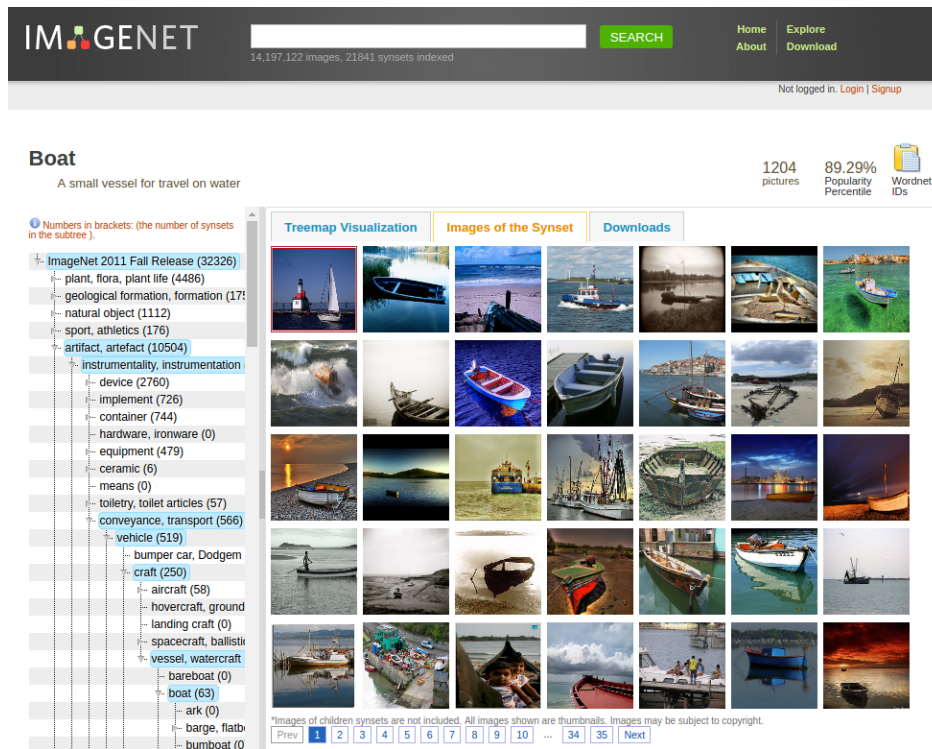 IMAGENET
SEARCH
14,197,122 images, 21841 synsets indexed
Home Explore
About Download
Not logged in. Login | Signup
Boat
A small vessel for travel on water
1204
pictures
89.29%
Popularity
Percentile
Wordnet
IDs
Numbers in brackets: (the number of synsets
in the subtree ).
ImageNet 2011 Fall Release (32326)
plant, flora, plant life (4486)
geological formation, formation (175
natural object (1112)
sport, athletics (176)
artifact, artefact (10504)
instrumentality, instrumentation
device (2760)
implement (726)
container (744)
hardware, ironware (0)
equipment (479)
ceramic (6)
means (0)
toiletry, toilet articles (57)
conveyance, transport (566)
vehicle (519)
bumper car, Dodgem
craft (250)
aircraft (58)
hovercraft, ground
landing craft (0)
spacecraft, ballistic
vessel, watercraft
bareboat (0)
boat (63)
ark (0)
barge, flatbo
bumboat (0
Treemap Visualization
Images of the Synset
Downloads
*Images of children synsets are not included. All images shown are thumbnails. Images may be subject to copyright.
Prev 1 2 3 4 5 6 7 8 9 10 ... 34 35 Next